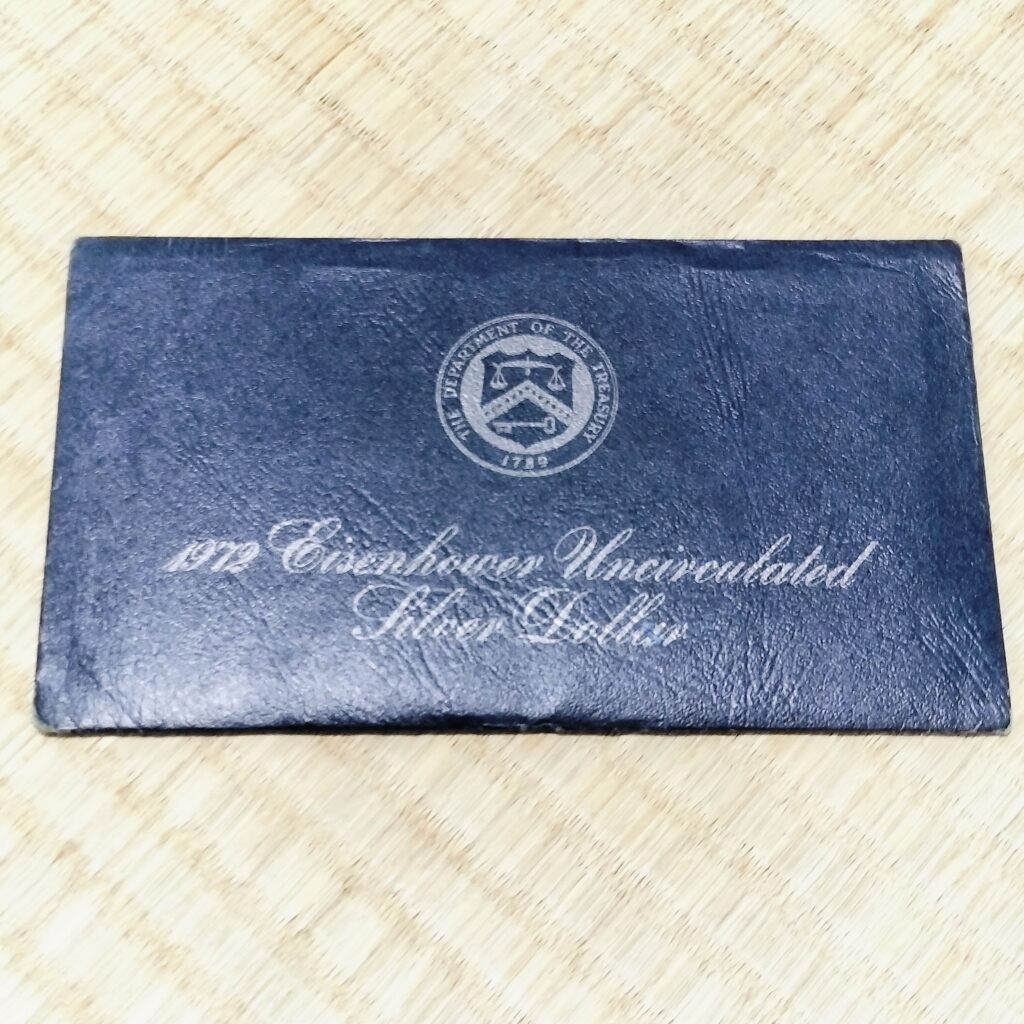 THE DEPARTMENT OF THE TREASURY
1789
1972 Eisenhower Uncirculated
Silver Dollar